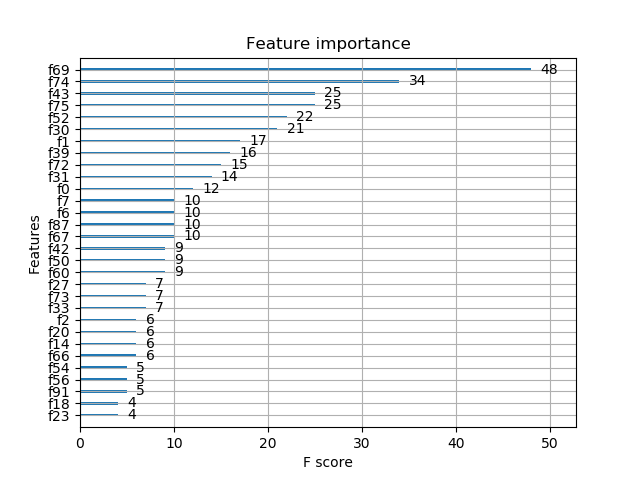 Feature importance
f69 48
f74 34
f43 25
f75 25
f52 22
f30 21
f1 17
f39 16
f72 15
f31 14
f0 12
f7 10
f6 10
f87 10
f67 10
f42 9
f50 9
f60 9
f27 7
f73 7
f33 7
f2 6
f20 6
f14 6
f66 6
f54 5
f56 5
f91 5
f18 4
f23 4
Features
0 10 20 30 40 50
F score